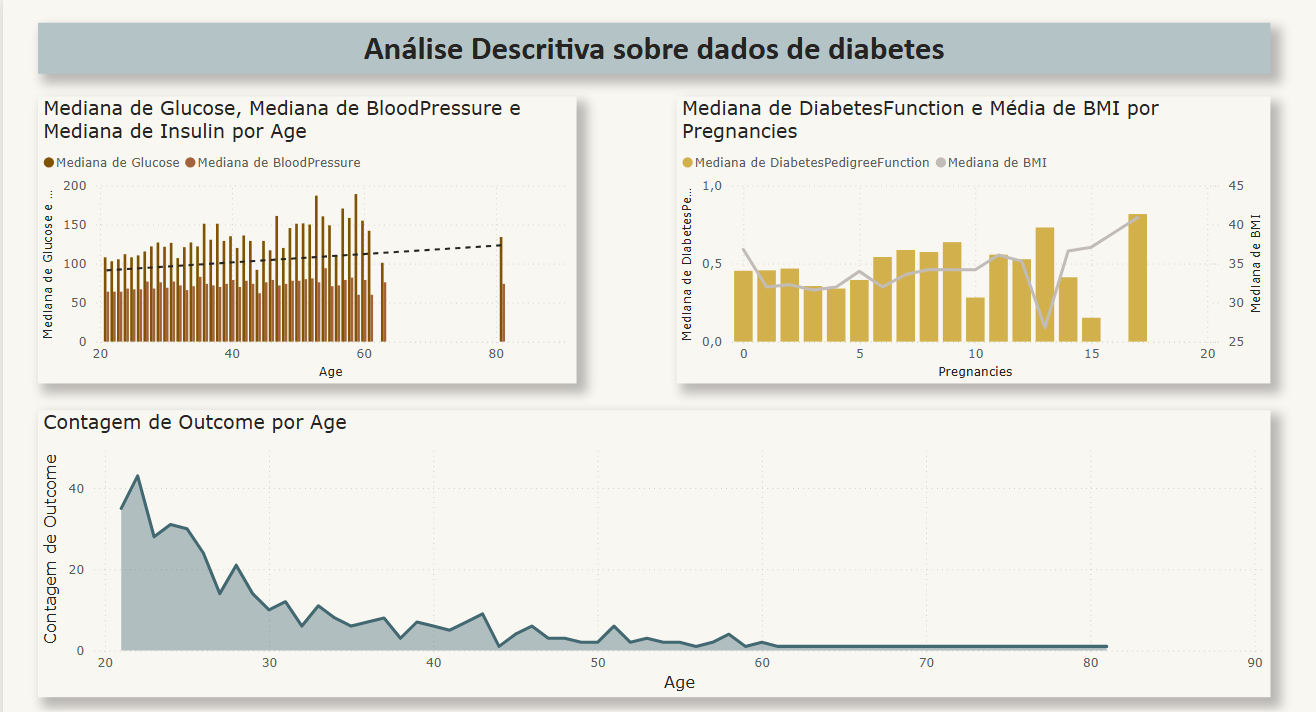 Análise Descritiva sobre dados de diabetes
Mediana de Glucose, Mediana de BloodPressure e
Mediana de Insulin por Age
Mediana de Glucose Mediana de BloodPressure
Mediana de Glucose e ...
200
150
100
50
0
20 40 60 80
Age
Mediana de DiabetesFunction e Média de BMI por
Pregnancies
Mediana de DiabetesPedigreeFunction Mediana de BMI
Mediana de DiabetesPe...
1,0
0,5
0,0
45
40
35
30
25
Mediana de BMI
0 5 10 15 20
Pregnancies
Contagem de Outcome por Age
Contagem de Outcome
40
20
0
20 30 40 50 60 70 80 90
Age